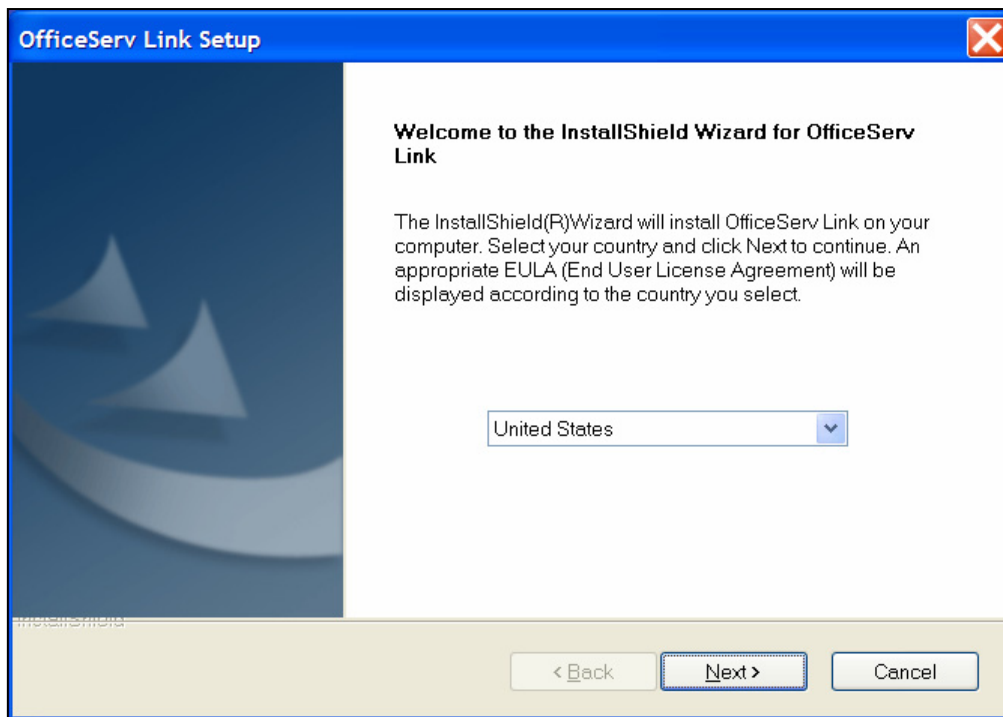 OfficeServ Link Setup
Welcome to the InstallShield Wizard for OfficeServ
Link
The InstallShield(R)Wizard will install OfficeServ Link on your
computer. Select your country and click Next to continue. An
appropriate EULA (End User License Agreement) will be
displayed according to the country you select.
United States
InstallShield
< Back
Next >
Cancel